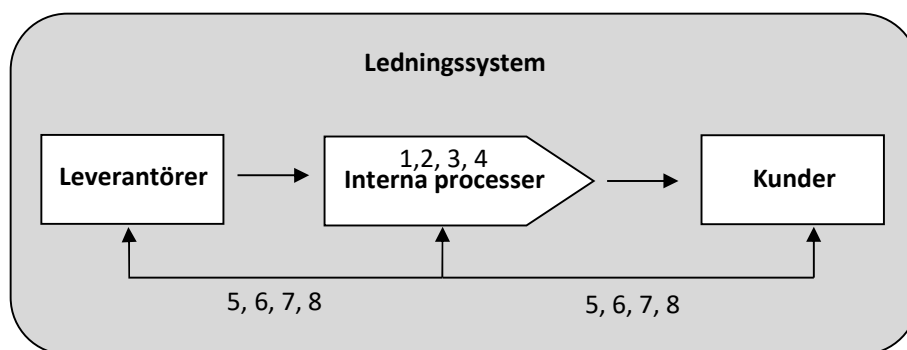 Ledningssystem
Leverantörer
1,2, 3, 4
Interna processer
Kunder
5, 6, 7, 8
5, 6, 7, 8